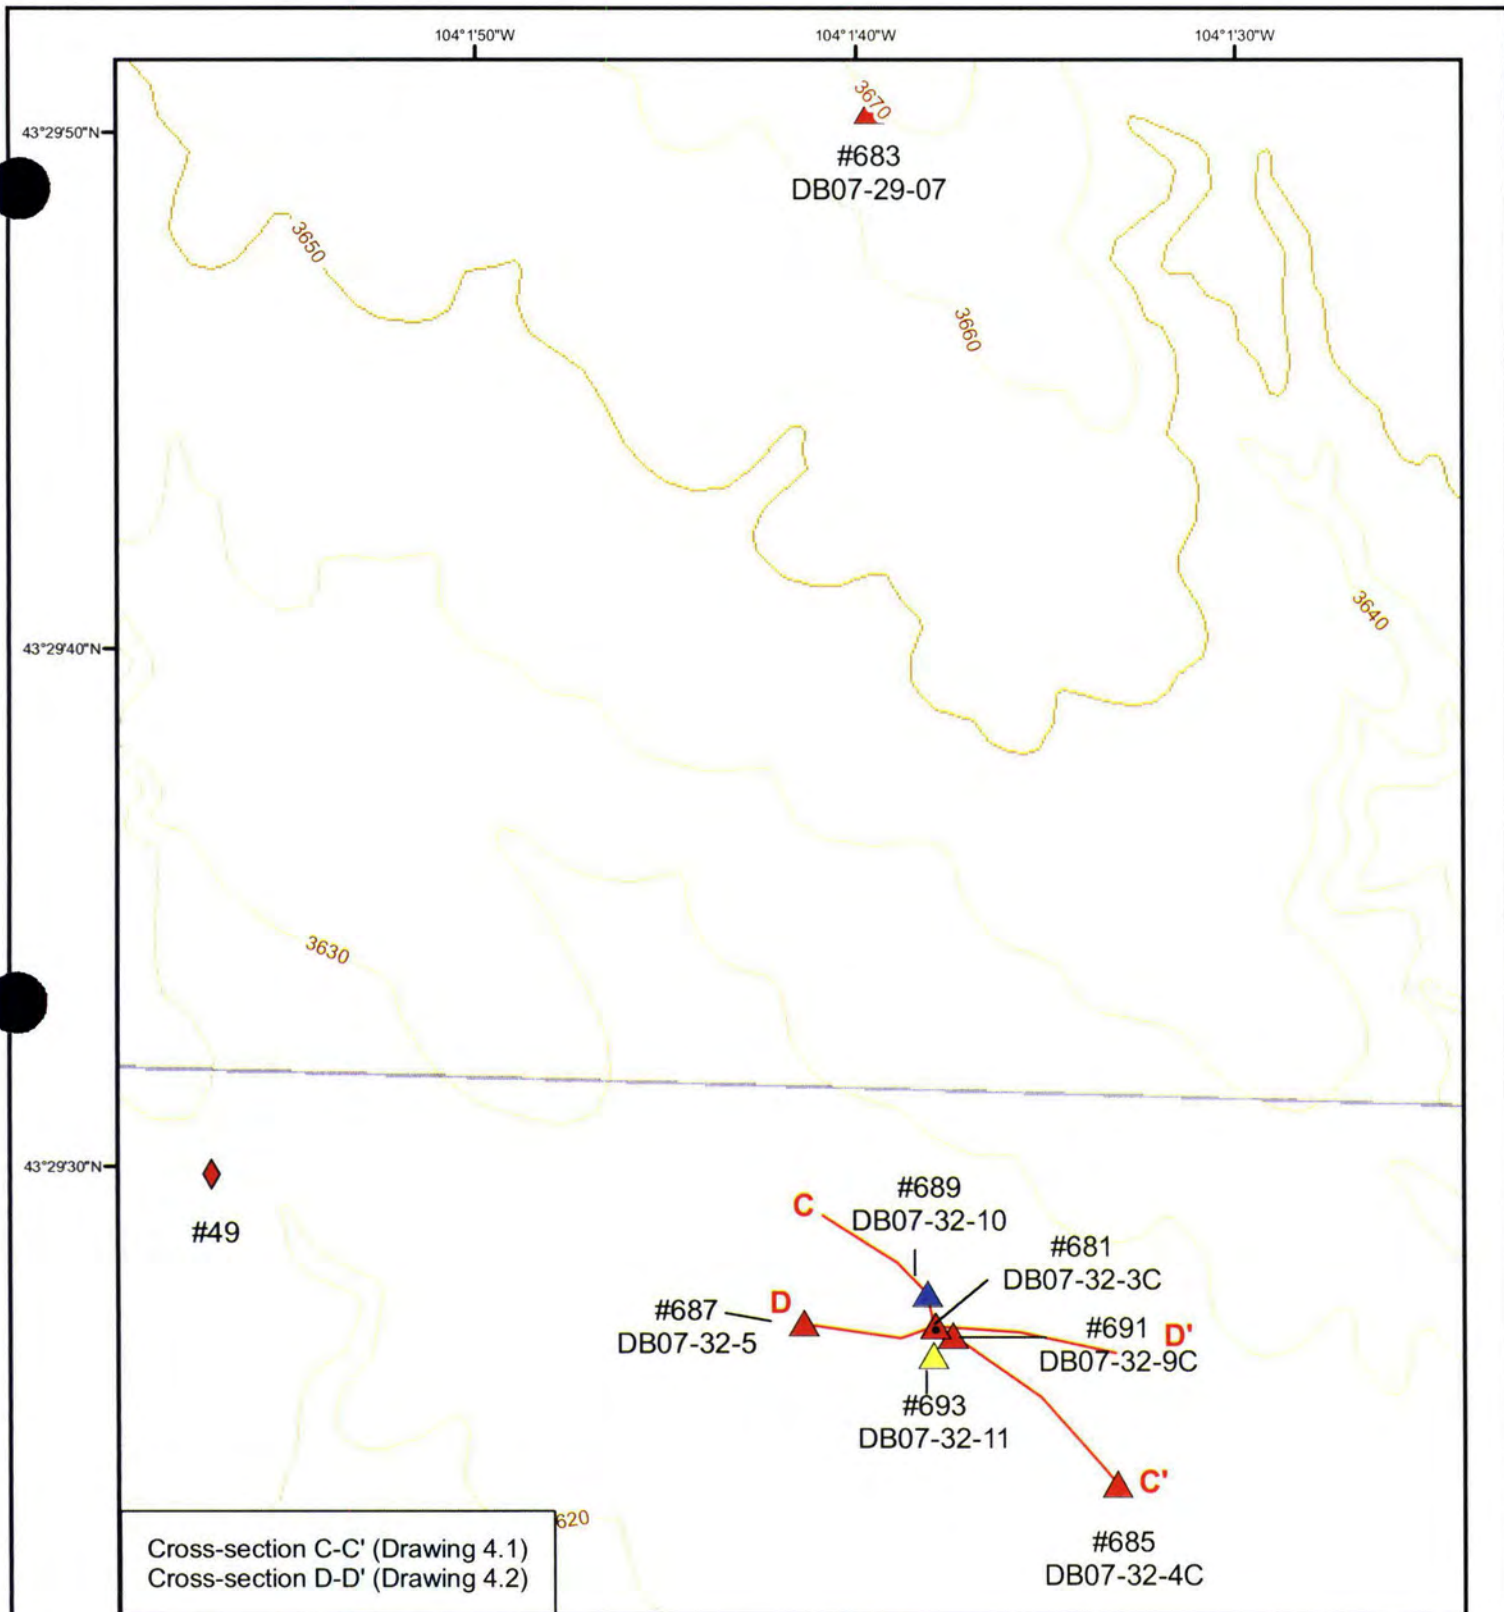 104°1'50"W
104°1'40"W
104°1'30"W
43°29'50"N
3670
#683
DB07-29-07
3650
3660
3640
43°29'40"N
3630
43°29'30"N
#49
C
#689
DB07-32-10
#681
DB07-32-3C
D
#687
DB07-32-5
#691
DB07-32-9C
D'
#693
DB07-32-11
C'
#685
DB07-32-4C
620
Cross-section C-C' (Drawing 4.1)
Cross-section D-D' (Drawing 4.2)